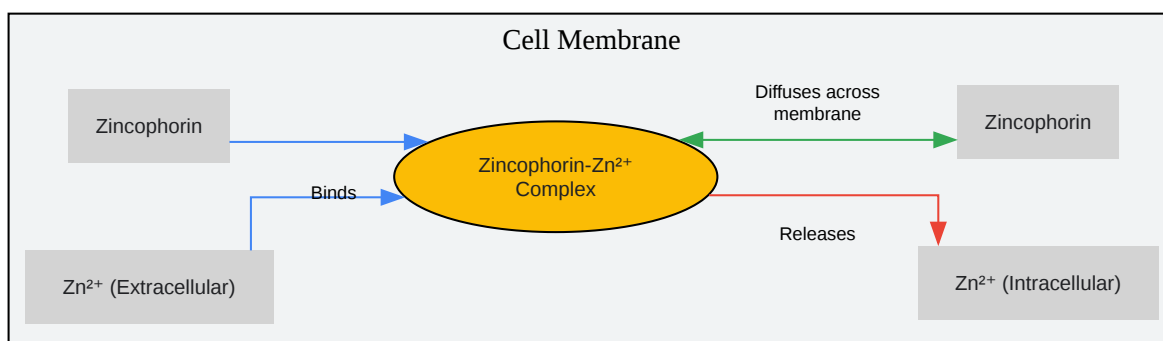 Cell Membrane
Zincophorin
Diffuses across
membrane
Zincophorin
Zincophorin-Zn²⁺
Complex
Binds
Releases
Zn²⁺ (Extracellular)
Zn²⁺ (Intracellular)